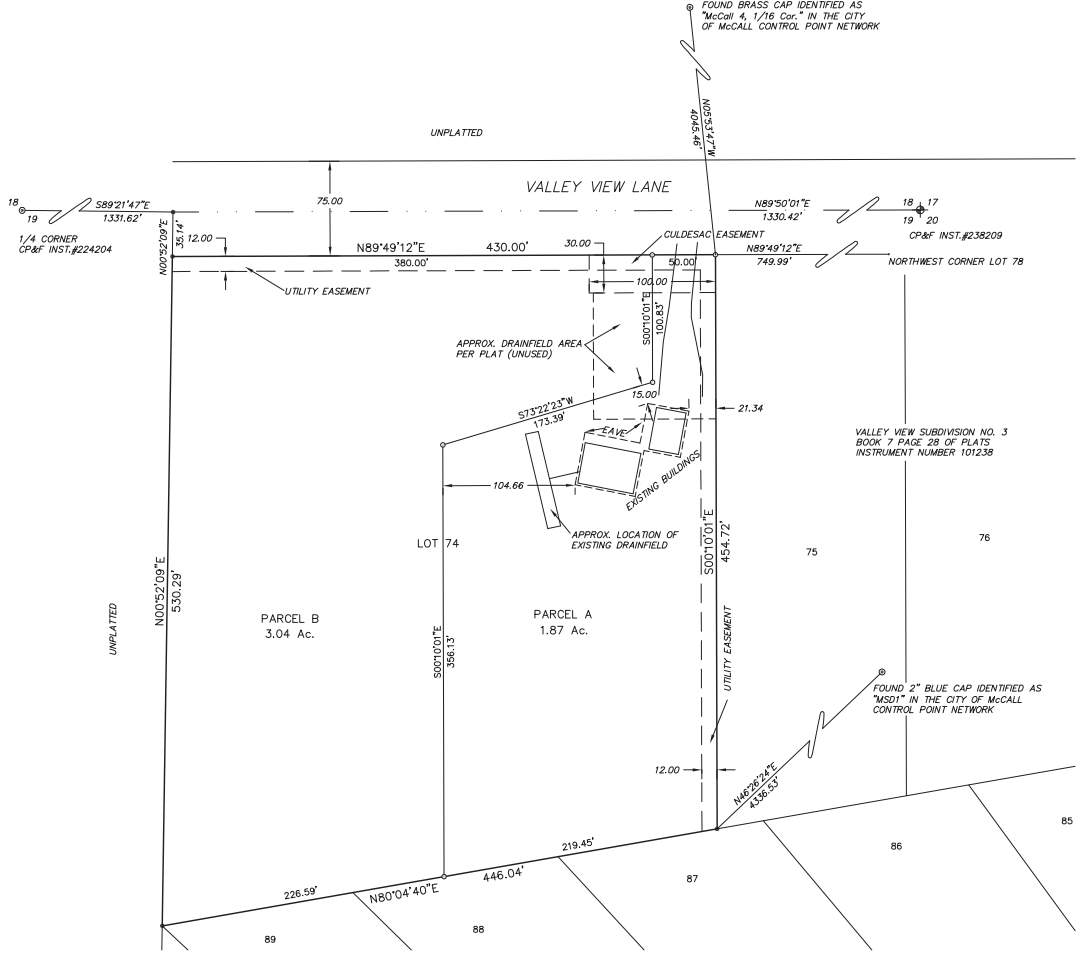 FOUND BRASS CAP IDENTIFIED AS
"McCall 4, 1/16 Cor." IN THE CITY
OF McCALL CONTROL POINT NETWORK
N05°53'47"W
4045.46'
UNPLATTED
VALLEY VIEW LANE
75.00
18
19
S89°21'47"E
1331.62'
1/4 CORNER
CP&F INST.#224204
N00°52'09"E
35.14'
12.00
N89°50'01"E
1330.42'
18 17
19 20
CP&F INST.#238209
N89°49'12"E
430.00'
380.00'
30.00
CULDESAC EASEMENT
50.00'
100.00
N89°49'12"E
749.99'
NORTHWEST CORNER LOT 78
UTILITY EASEMENT
S00°10'01"E
100.83'
APPROX. DRAINFIELD AREA
PER PLAT (UNUSED)
15.00
S73°22'23"W
173.39'
21.34
EAVE
EXISTING BUILDINGS
104.66
APPROX. LOCATION OF
EXISTING DRAINFIELD
VALLEY VIEW SUBDIVISION NO. 3
BOOK 7 PAGE 28 OF PLATS
INSTRUMENT NUMBER 101238
LOT 74
S00°10'01"E
454.72'
75
76
N00°52'09"E
530.29'
UNPLATTED
PARCEL B
3.04 Ac.
PARCEL A
1.87 Ac.
S00°10'01"E
356.13'
UTILITY EASEMENT
FOUND 2" BLUE CAP IDENTIFIED AS
"MSD1" IN THE CITY OF McCALL
CONTROL POINT NETWORK
12.00
N46°26'24"E
4336.53'
219.45'
226.59'
N80°04'40"E
446.04'
85
86
87
88
89